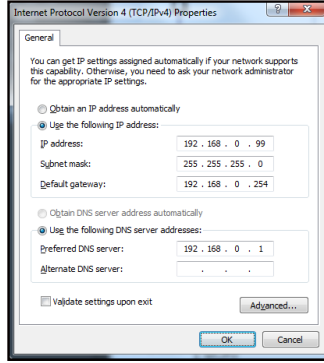 Internet Protocol Version 4 (TCP/IPv4) Properties
General
You can get IP settings assigned automatically if your network supports
this capability. Otherwise, you need to ask your network administrator
for the appropriate IP settings.
Obtain an IP address automatically
Use the following IP address:
IP address: 192 . 168 . 0 . 99
Subnet mask: 255 . 255 . 255 . 0
Default gateway: 192 . 168 . 0 . 254
Obtain DNS server address automatically
Use the following DNS server addresses:
Preferred DNS server: 192 . 168 . 0 . 1
Alternate DNS server: . . .
Validate settings upon exit
Advanced...
OK Cancel